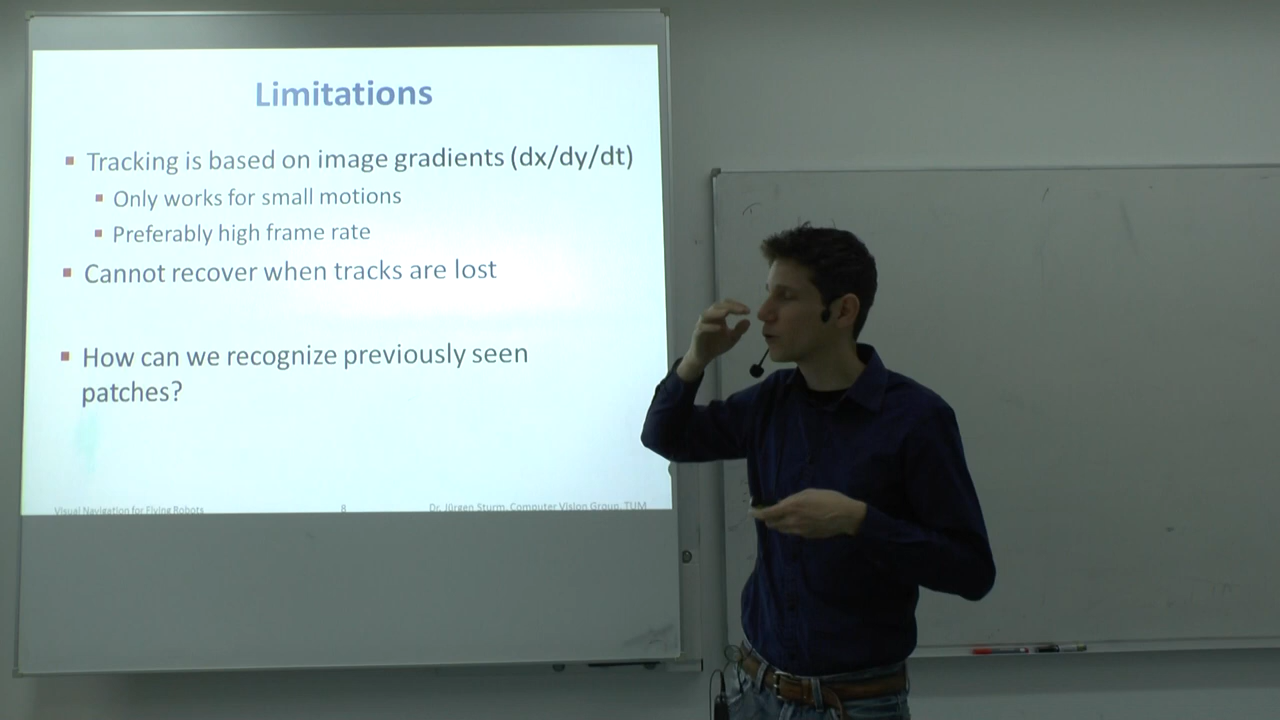 Limitations
Tracking is based on image gradients (dx/dy/dt)
Only works for small motions
Preferably high frame rate
Cannot recover when tracks are lost
How can we recognize previously seen
patches?
Visual Navigation for Flying Robots 8 Dr. Jürgen Sturm, Computer Vision Group, TUM